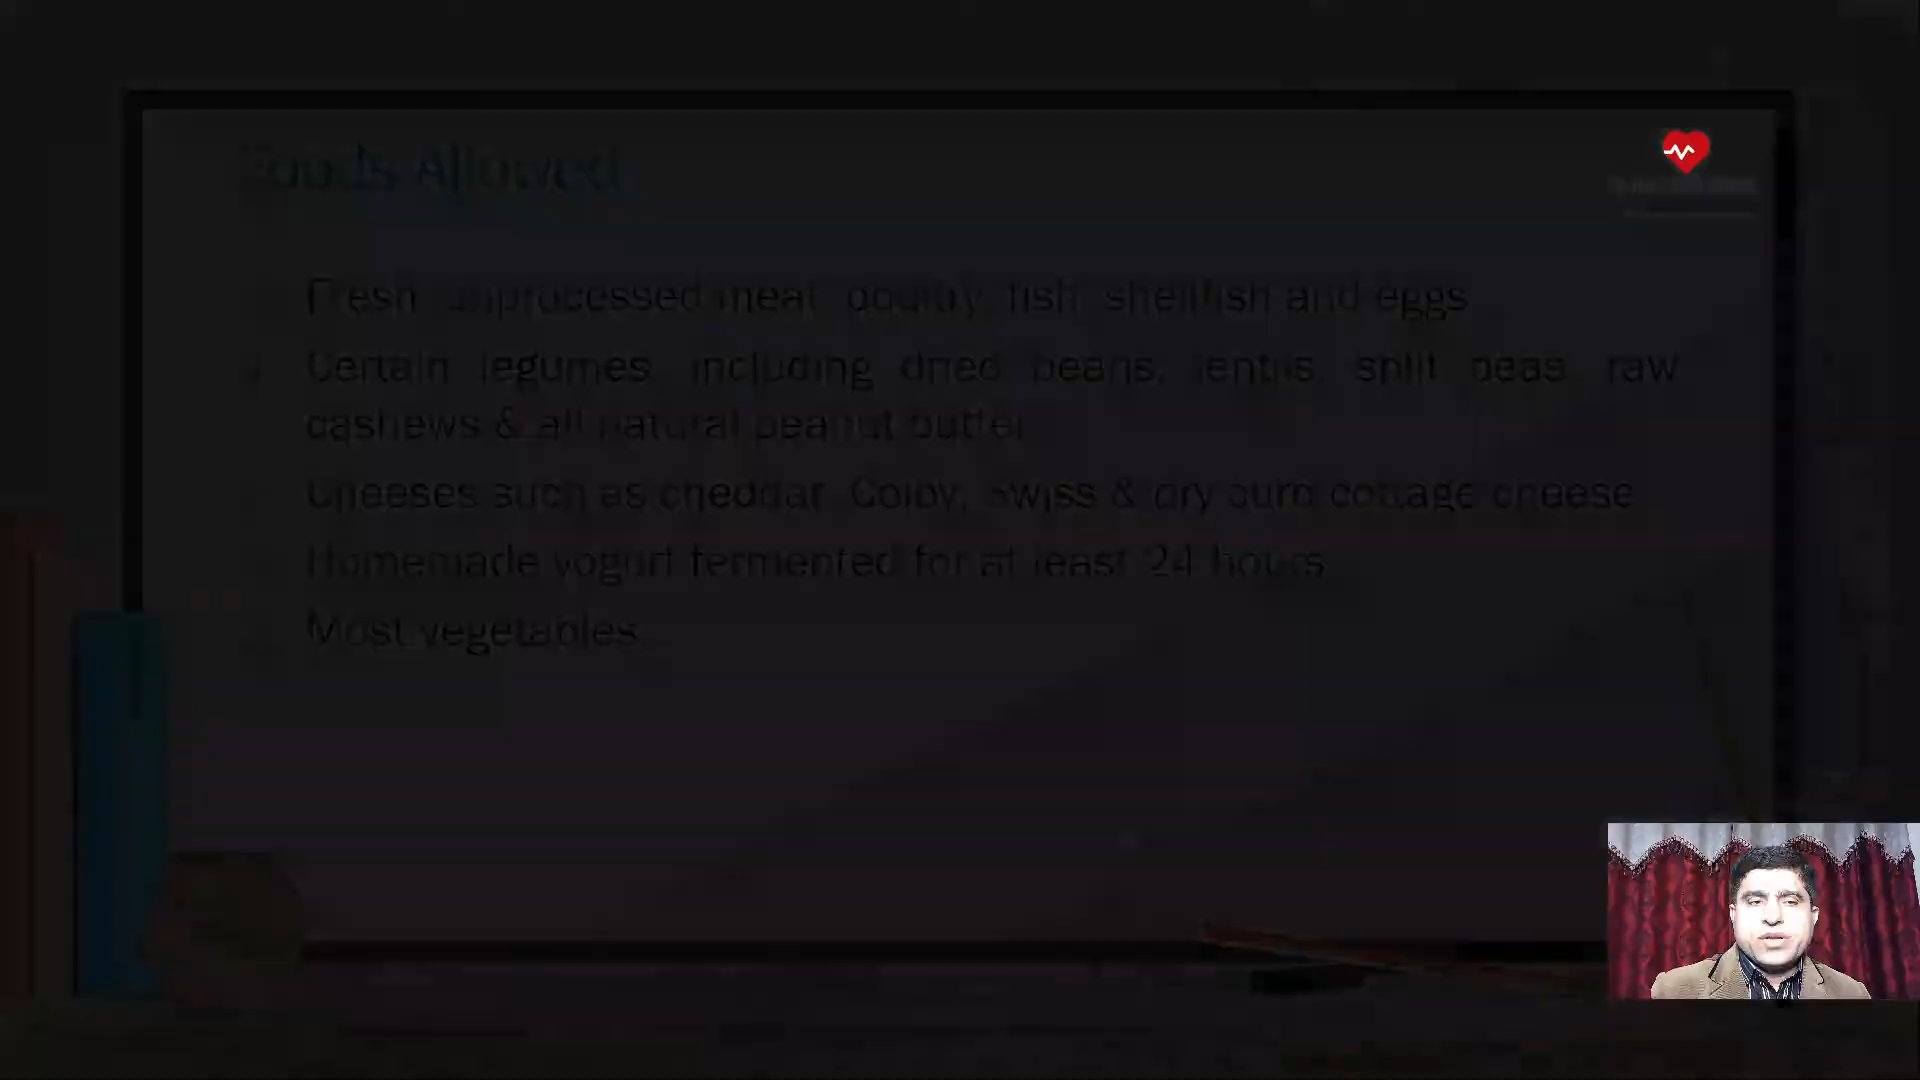 Foods Allowed
Fresh unprocessed meat, poultry, fish, shellfish and eggs
Certain legumes, including dried beans, lentils, split peas, raw
cashews & all natural peanut butter
Cheeses such as cheddar, Colby, Swiss & dry curd cottage cheese
Homemade yogurt fermented for at least 24 hours
Most vegetables